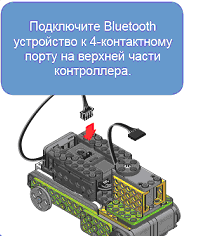 Подключите Bluetooth
устройство к 4-контактному
порту на верхней части
контроллера.